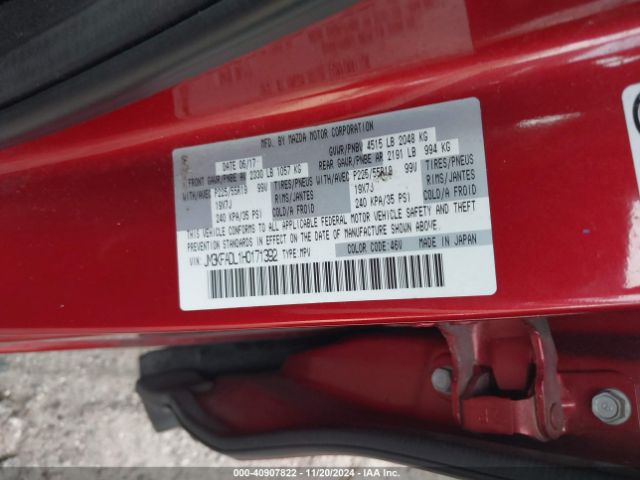 MFD. BY MAZDA MOTOR CORPORATION
DATE 06/17 GVWR/PNBV 4515 LB 2048 KG
FRONT GAWR/PNBE AV 2330 LB 1057 KG REAR GAWR/PNBE AR 2191 LB 994 KG
WITH/AVEC P225/55R19 99V TIRES/PNEUS WITH/AVEC P225/55R19 99V TIRES/PNEUS
19X7J RIMS/JANTES 19X7J RIMS/JANTES
240 KPA(35 PSI) COLD/A FROID 240 KPA(35 PSI) COLD/A FROID
THIS VEHICLE CONFORMS TO ALL APPLICABLE FEDERAL MOTOR VEHICLE SAFETY AND THEFT
PREVENTION STANDARDS IN EFFECT ON THE DATE OF MANUFACTURE SHOWN ABOVE.
VIN: JM3KFADL1H0171392 TYPE: MPV COLOR CODE: 46V MADE IN JAPAN
000-40907822 - 11/20/2024 - IAA Inc.